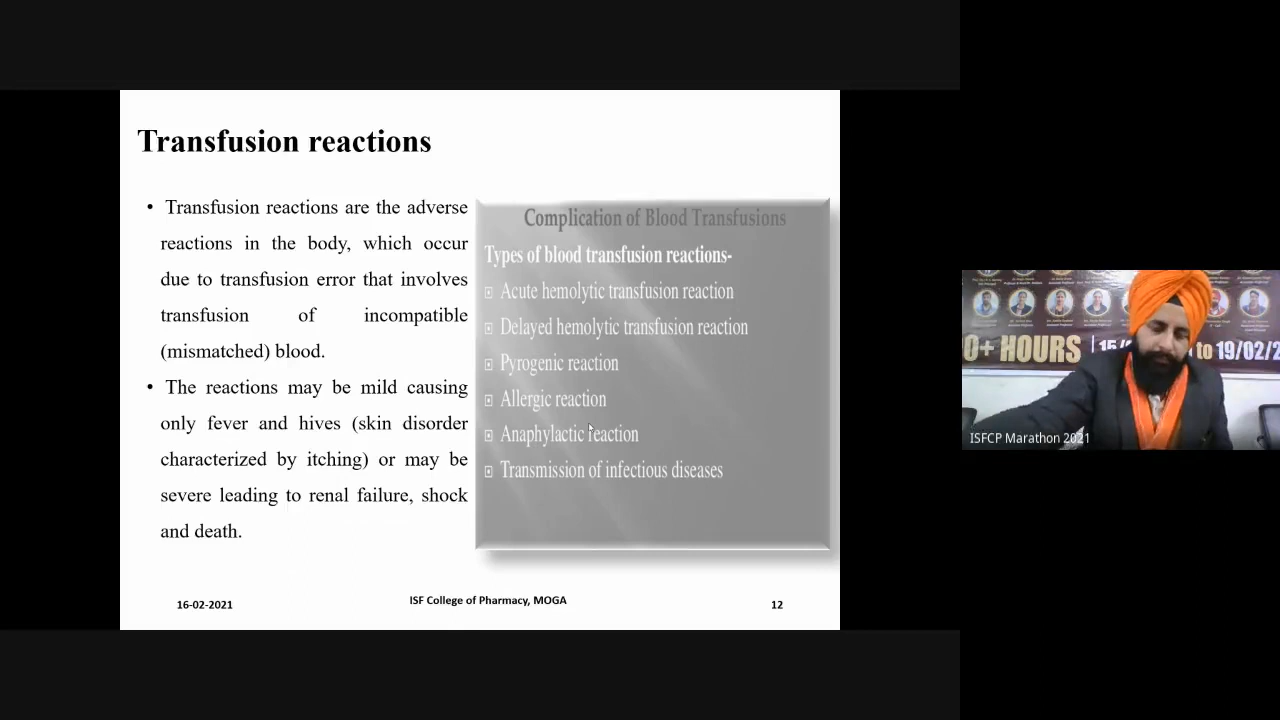 Transfusion reactions
• Transfusion reactions are the adverse
reactions in the body, which occur
due to transfusion error that involves
transfusion of incompatible
(mismatched) blood.
• The reactions may be mild causing
only fever and hives (skin disorder
characterized by itching) or may be
severe leading to renal failure, shock
and death.
Complication of Blood Transfusions
Types of blood transfusion reactions-
Acute hemolytic transfusion reaction
Delayed hemolytic transfusion reaction
Pyrogenic reaction
Allergic reaction
Anaphylactic reaction
Transmission of infectious diseases
16-02-2021
ISF College of Pharmacy, MOGA
12
0+ HOURS
15/
to 19/02/2
ISFCP Marathon 2021